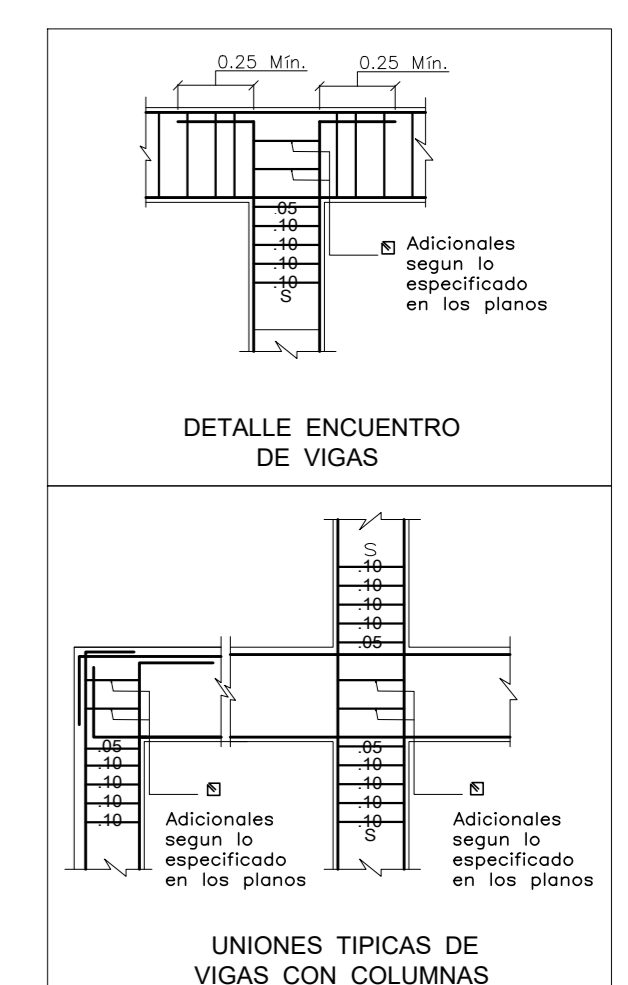 0.25 Mín.
0.25 Mín.
.05
.10
.10
.10
.10
S
Adicionales
segun lo
especificado
en los planos
DETALLE ENCUENTRO
DE VIGAS
S
.10
.10
.10
.10
.05
.05
.10
.10
.10
.10
Adicionales
segun lo
especificado
en los planos
.05
.10
.10
.10
.10
S
Adicionales
segun lo
especificado
en los planos
UNIONES TIPICAS DE
VIGAS CON COLUMNAS